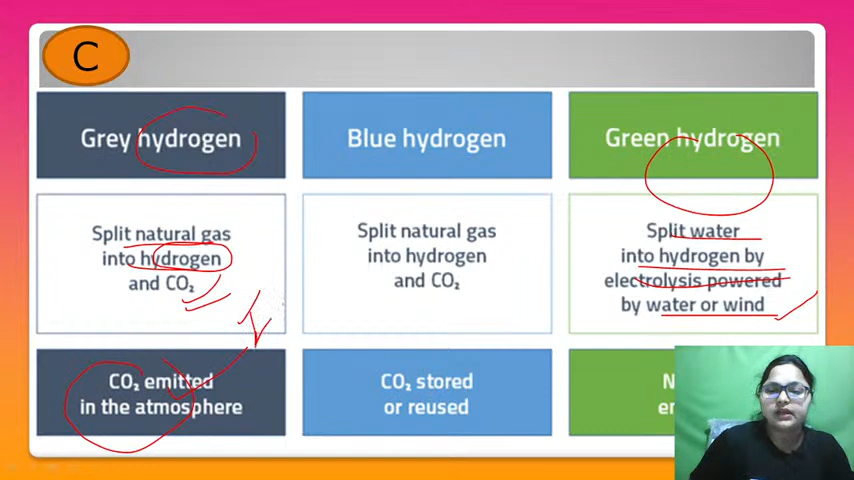 C
Grey hydrogen
Blue hydrogen
Green hydrogen
Split natural gas
into hydrogen
and CO₂
Split natural gas
into hydrogen
and CO₂
Split water
into hydrogen by
electrolysis powered
by water or wind
CO₂ emitted
in the atmosphere
CO₂ stored
or reused